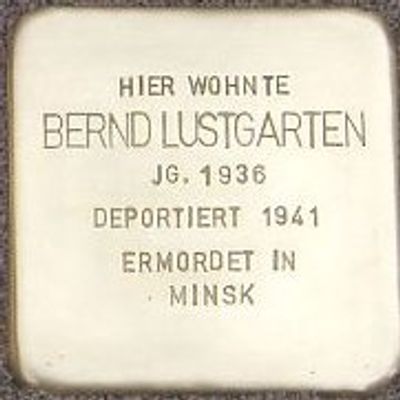 HIER WOHNTE
BERND LUSTGARTEN
JG. 1936
DEPORTIERT 1941
ERMORDET IN
MINSK